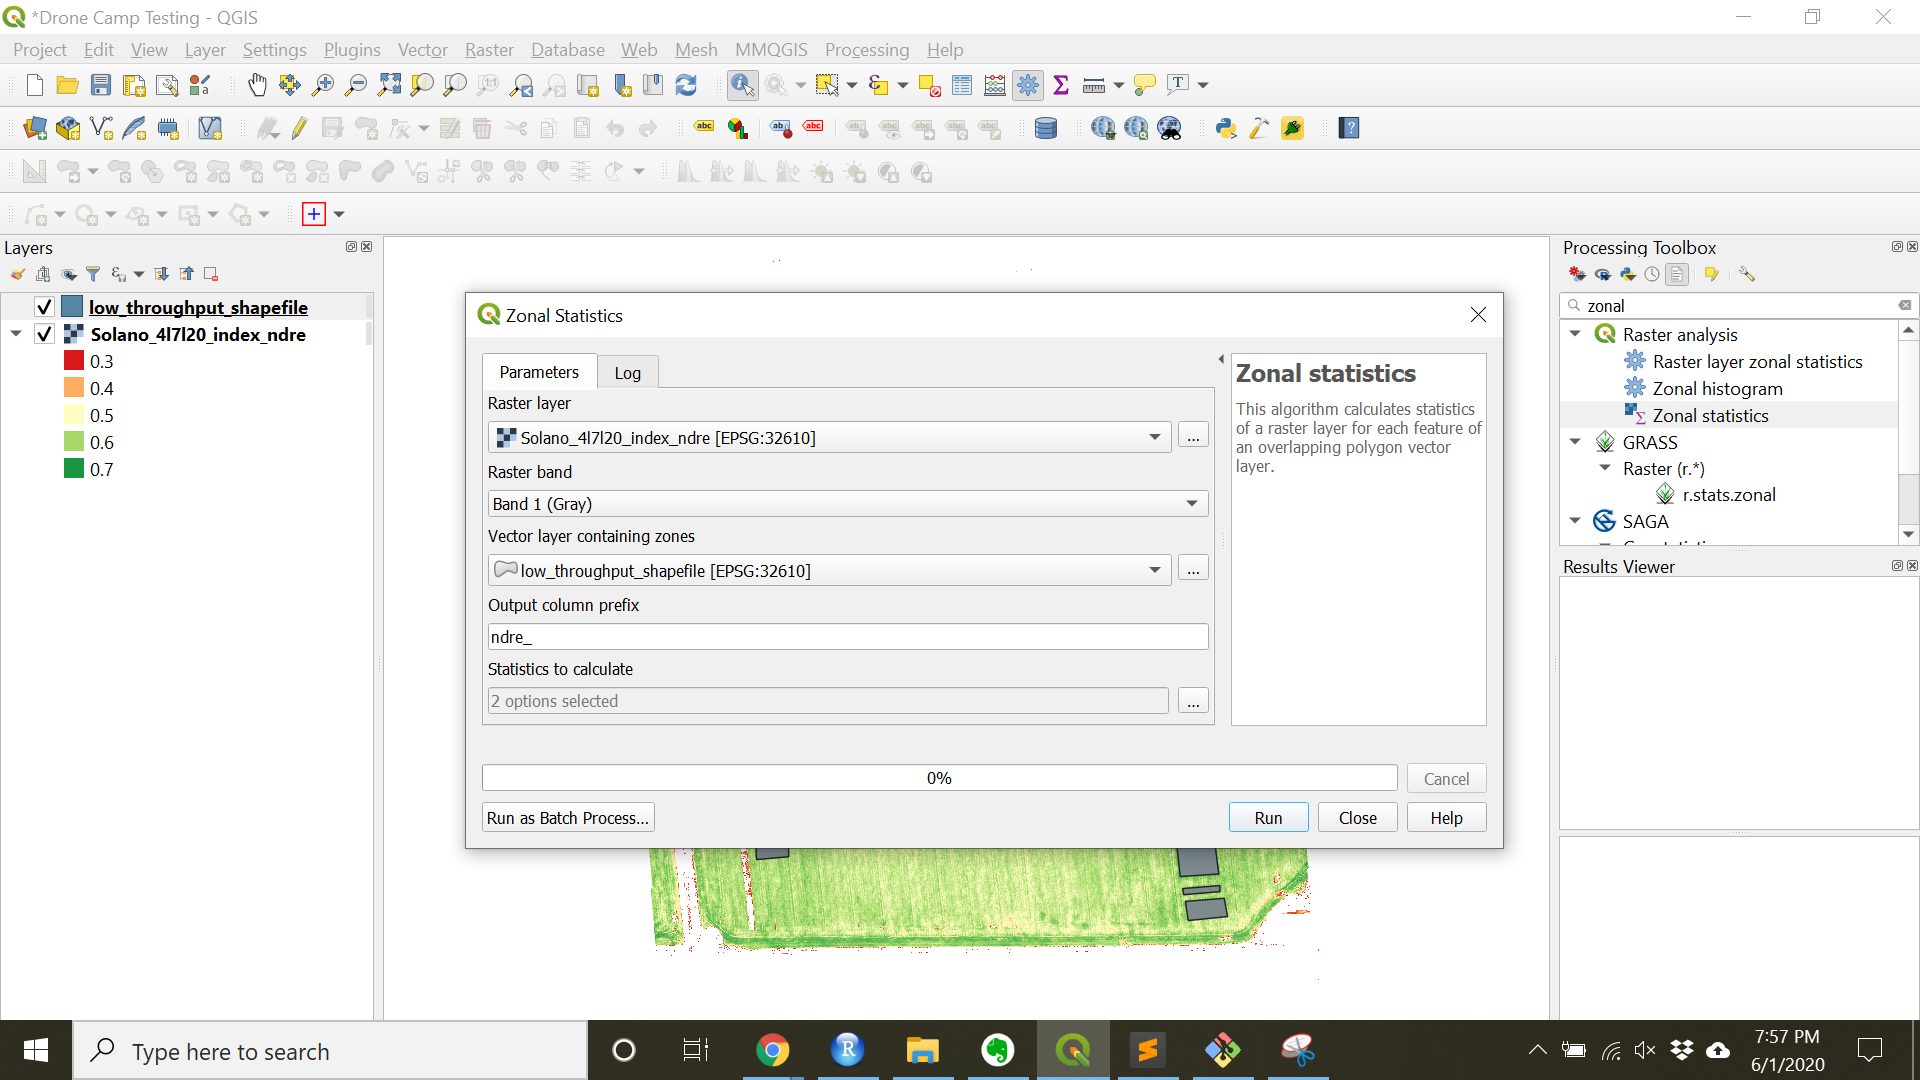 *Drone Camp Testing - QGIS
Project Edit View Layer Settings Plugins Vector Raster Database Web Mesh MMQGIS Processing Help
Layers
low_throughput_shapefile
Solano_4l7l20_index_ndre
0.3
0.4
0.5
0.6
0.7
Zonal Statistics
Parameters Log
Raster layer
Solano_4l7l20_index_ndre [EPSG:32610]
...
Raster band
Band 1 (Gray)
Vector layer containing zones
low_throughput_shapefile [EPSG:32610]
...
Output column prefix
ndre_
Statistics to calculate
2 options selected
...
Zonal statistics
This algorithm calculates statistics
of a raster layer for each feature of
an overlapping polygon vector
layer.
0%
Cancel
Run as Batch Process...
Run
Close
Help
Processing Toolbox
zonal
Raster analysis
Raster layer zonal statistics
Zonal histogram
Zonal statistics
GRASS
Raster (r.*)
r.stats.zonal
SAGA
Results Viewer
Type here to search
7:57 PM
6/1/2020